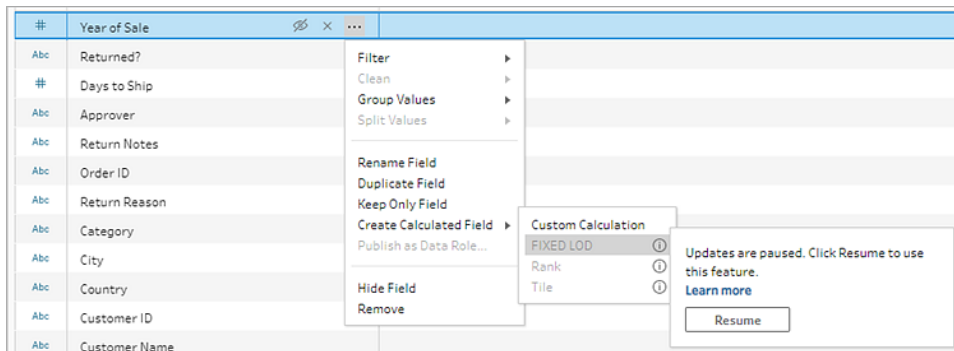 # Year of Sale ...
Abc Returned?
# Days to Ship
Abc Approver
Abc Return Notes
Abc Order ID
Abc Return Reason
Abc Category
Abc City
Abc Country
Abc Customer ID
Abc Customer Name
Filter
Clean
Group Values
Split Values
Rename Field
Duplicate Field
Keep Only Field
Create Calculated Field
Publish as Data Role...
Hide Field
Remove
Custom Calculation
FIXED LOD
Rank
Tile
Updates are paused. Click Resume to use
this feature.
Learn more
Resume